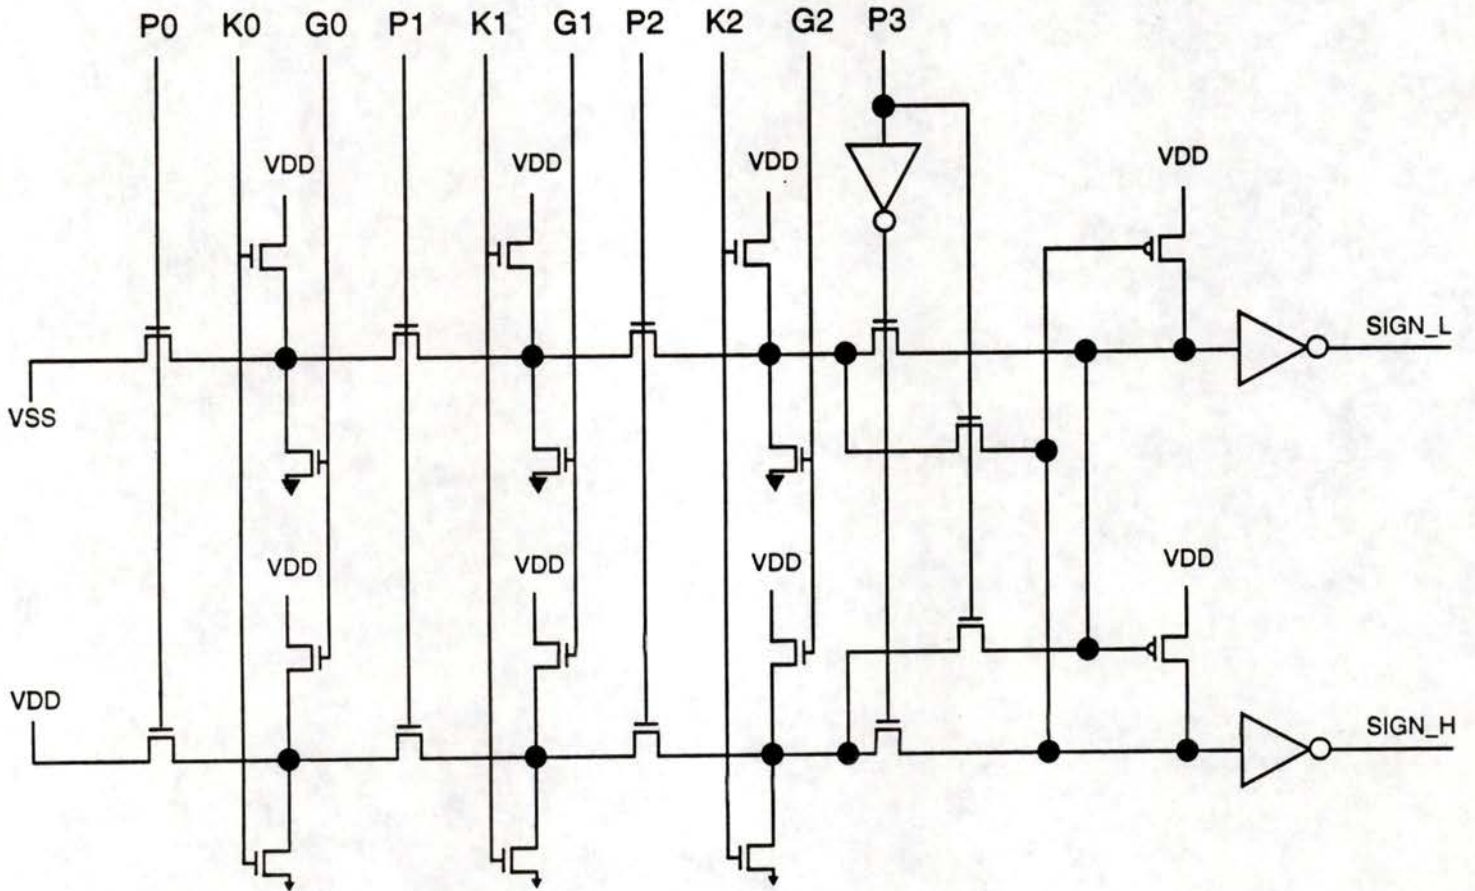 P0 K0 G0 P1 K1 G1 P2 K2 G2 P3
VDD VDD VDD VDD
SIGN_L
VSS
VDD VDD VDD VDD
VDD
SIGN_H